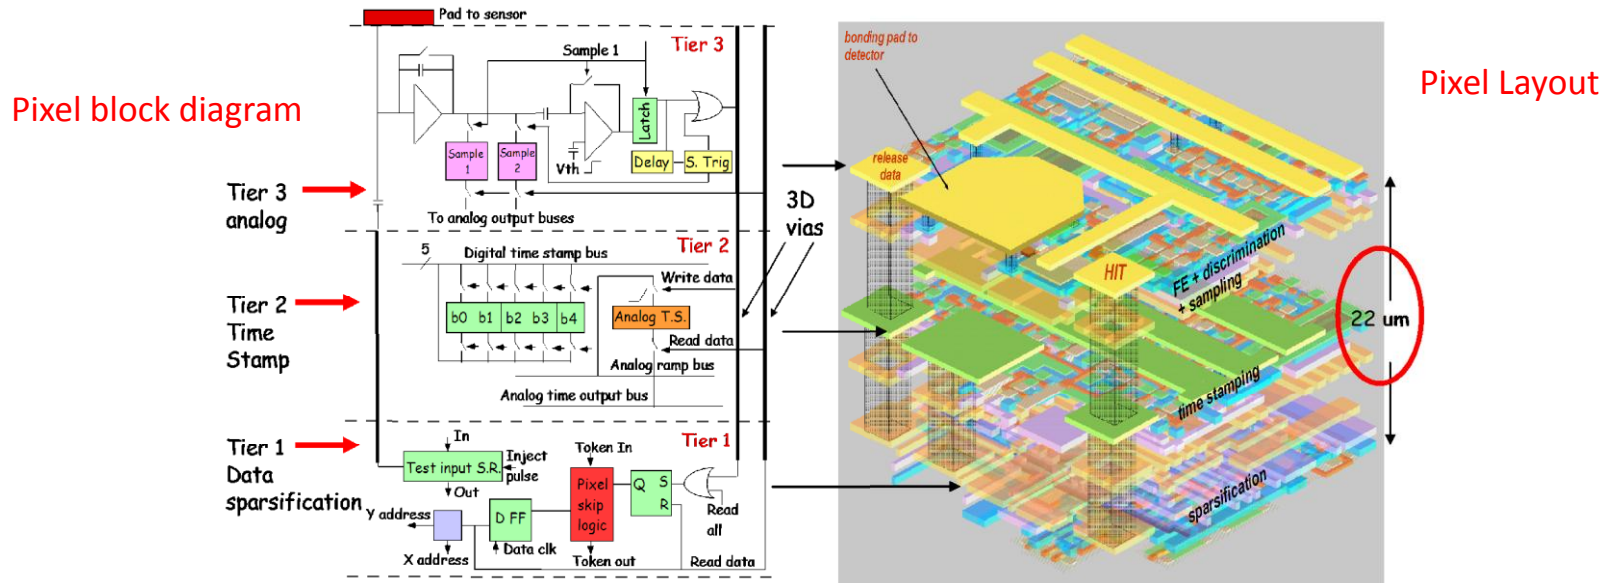 Pixel block diagram
Tier 3
analog
Tier 2
Time
Stamp
Tier 1
Data
sparsification
Pad to sensor
Tier 3
Sample 1
Latch
Sample
1
Sample
2
Vth
Delay
S. Trig
To analog output buses
3D
vias
Tier 2
5
Digital time stamp bus
Write data
b0 b1 b2 b3 b4
Analog T.S.
Read data
Analog ramp bus
Analog time output bus
Tier 1
In
Test input S.R.
Inject
pulse
Out
Token In
Pixel
skip
logic
Q S
R
Read
all
Y address
D FF
X address
Data clk
Token out
Read data
bonding pad to
detector
release
data
HIT
FE + discrimination
+ sampling
time stamping
sparsification
22 um
Pixel Layout